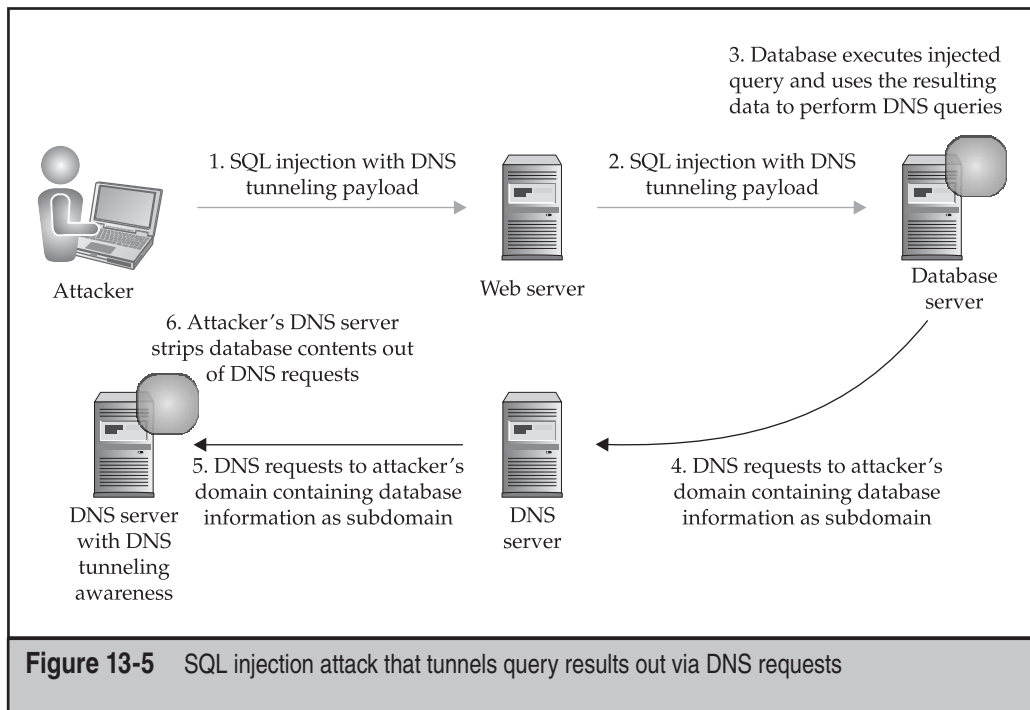 3. Database executes injected
query and uses the resulting
data to perform DNS queries
1. SQL injection with DNS
tunneling payload
2. SQL injection with DNS
tunneling payload
Attacker
Web server
Database
server
6. Attacker's DNS server
strips database contents out
of DNS requests
5. DNS requests to attacker's
domain containing database
information as subdomain
4. DNS requests to attacker's
domain containing database
information as subdomain
DNS server
with DNS
tunneling
awareness
DNS
server
Figure 13-5 SQL injection attack that tunnels query results out via DNS requests